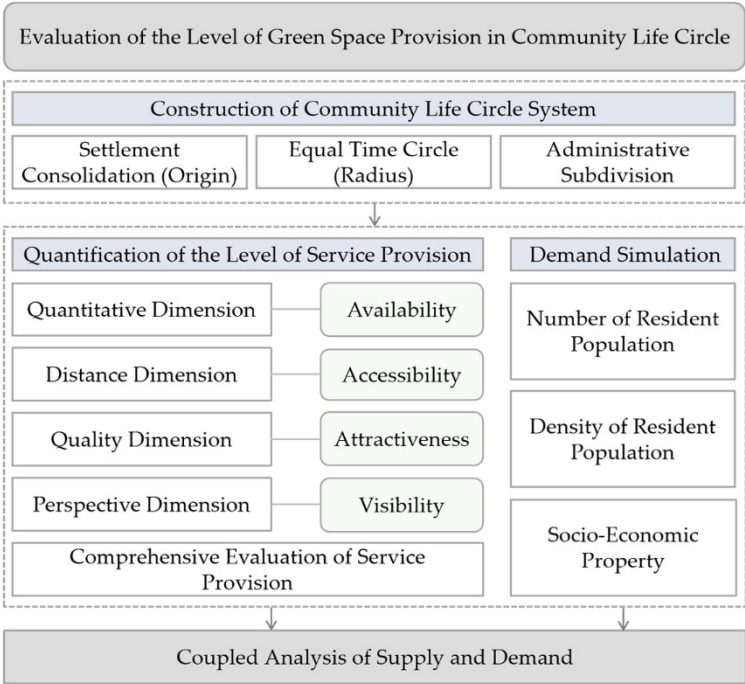 Evaluation of the Level of Green Space Provision in Community Life Circle
Construction of Community Life Circle System
Settlement
Consolidation (Origin)
Equal Time Circle
(Radius)
Administrative
Subdivision
Quantification of the Level of Service Provision
Quantitative Dimension
Availability
Distance Dimension
Accessibility
Quality Dimension
Attractiveness
Perspective Dimension
Visibility
Comprehensive Evaluation of Service
Provision
Demand Simulation
Number of Resident
Population
Density of Resident
Population
Socio-Economic
Property
Coupled Analysis of Supply and Demand